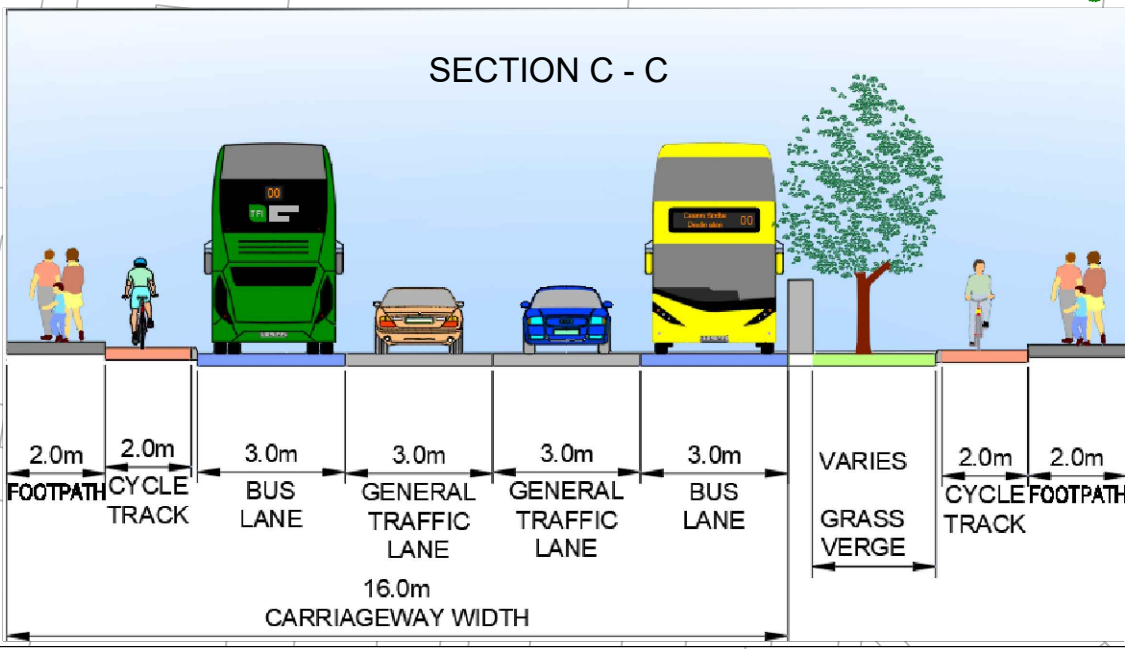 SECTION C - C
00
TFI
00
2.0m
FOOTPATH
2.0m
CYCLE
TRACK
3.0m
BUS
LANE
3.0m
GENERAL
TRAFFIC
LANE
3.0m
GENERAL
TRAFFIC
LANE
3.0m
BUS
LANE
VARIES
GRASS
VERGE
2.0m
CYCLE
TRACK
2.0m
FOOTPATH
16.0m
CARRIAGEWAY WIDTH